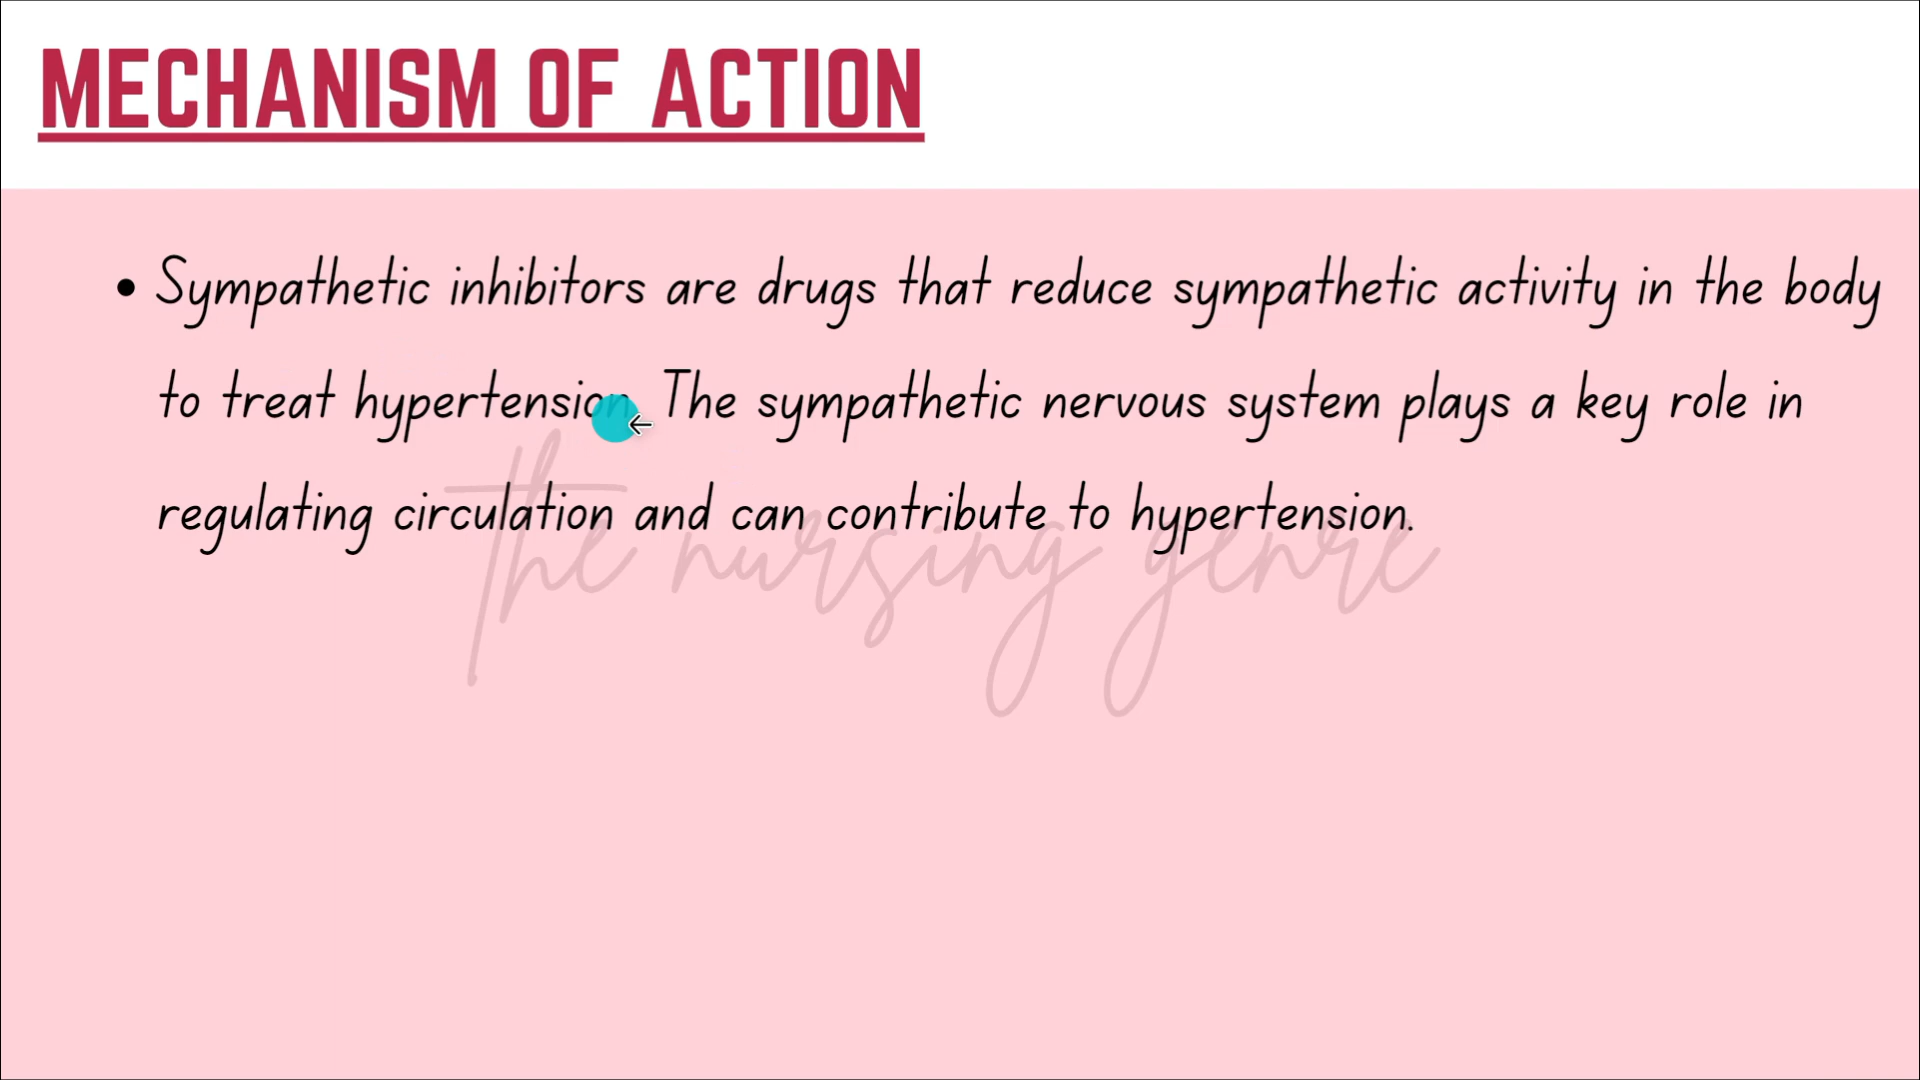 MECHANISM OF ACTION
• Sympathetic inhibitors are drugs that reduce sympathetic activity in the body
to treat hypertension. The sympathetic nervous system plays a key role in
regulating circulation and can contribute to hypertension.
the nursing genre